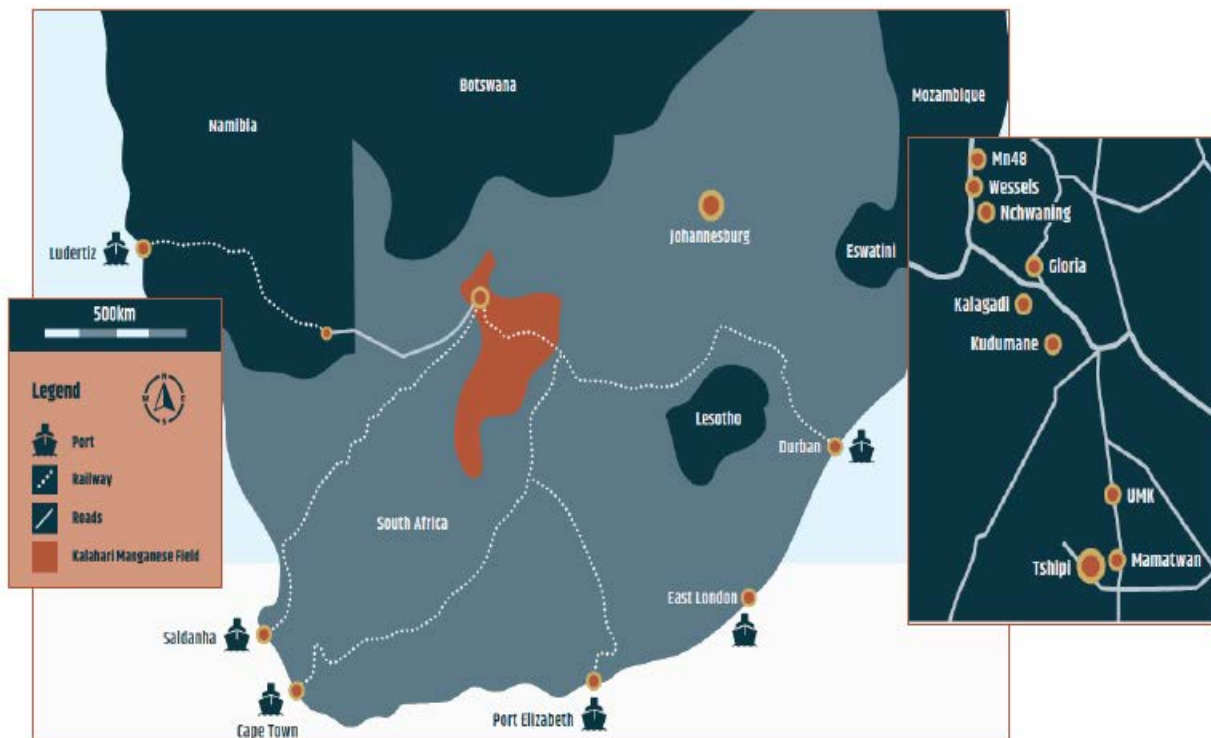 Botswana
Mozambique
Namibia
Mn48
Wessels
Nchwaning
Johannesburg
Ludertiz
Eswatini
Gloria
Kalagadi
Kudumane
500km
Legend
N
W
E
S
Port
Railway
Roads
Kalahari Manganese Field
Lesotho
Durban
South Africa
UMK
Tshipi
Mamatwan
East London
Saldanha
Cape Town
Port Elizabeth